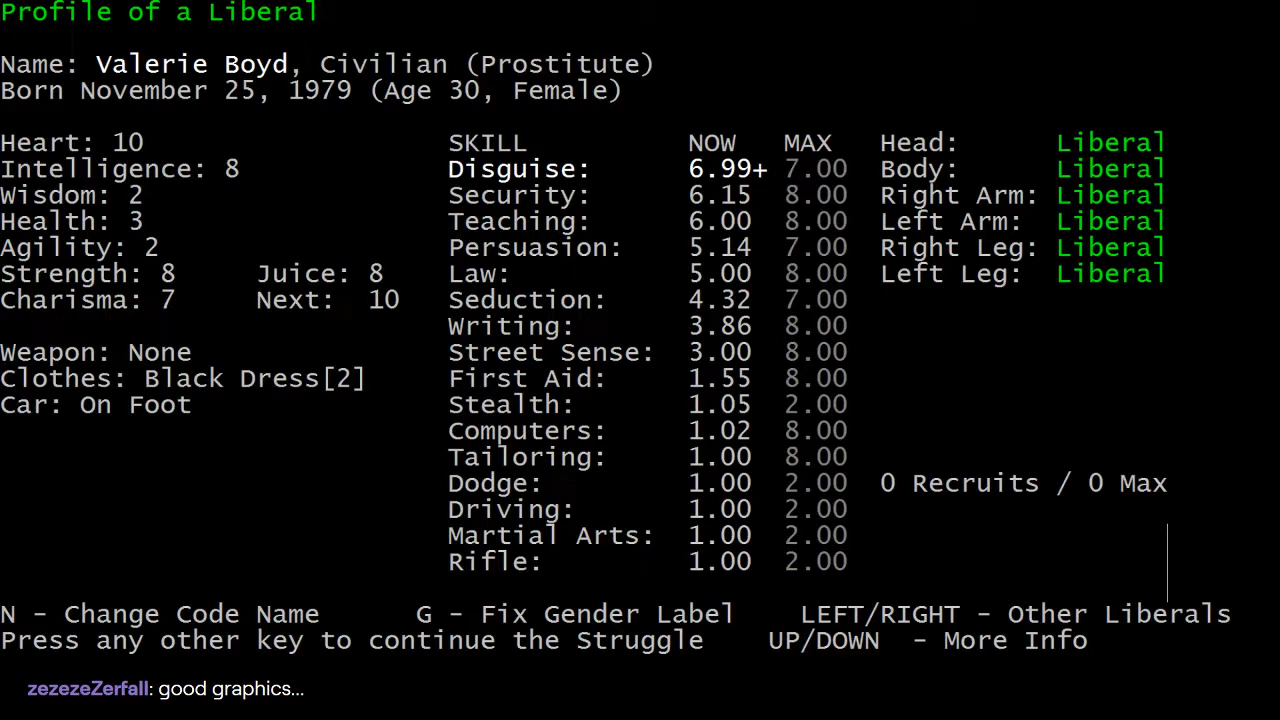 Profile of a Liberal
Name: Valerie Boyd, Civilian (Prostitute)
Born November 25, 1979 (Age 30, Female)
Heart: 10 SKILL NOW MAX Head: Liberal
Intelligence: 8 Disguise: 6.99+ 7.00 Body: Liberal
Wisdom: 2 Security: 6.15 8.00 Right Arm: Liberal
Health: 3 Teaching: 6.00 8.00 Left Arm: Liberal
Agility: 2 Persuasion: 5.14 7.00 Right Leg: Liberal
Strength: 8 Juice: 8 Law: 5.00 8.00 Left Leg: Liberal
Charisma: 7 Next: 10 Seduction: 4.32 7.00
Writing: 3.86 8.00
Weapon: None Street Sense: 3.00 8.00
Clothes: Black Dress[2] First Aid: 1.55 8.00
Car: On Foot Stealth: 1.05 2.00
Computers: 1.02 8.00
Tailoring: 1.00 8.00
Dodge: 1.00 2.00 0 Recruits / 0 Max
Driving: 1.00 2.00
Martial Arts: 1.00 2.00
Rifle: 1.00 2.00
N - Change Code Name G - Fix Gender Label LEFT/RIGHT - Other Liberals
Press any other key to continue the Struggle UP/DOWN - More Info
zezezeZerfall: good graphics...